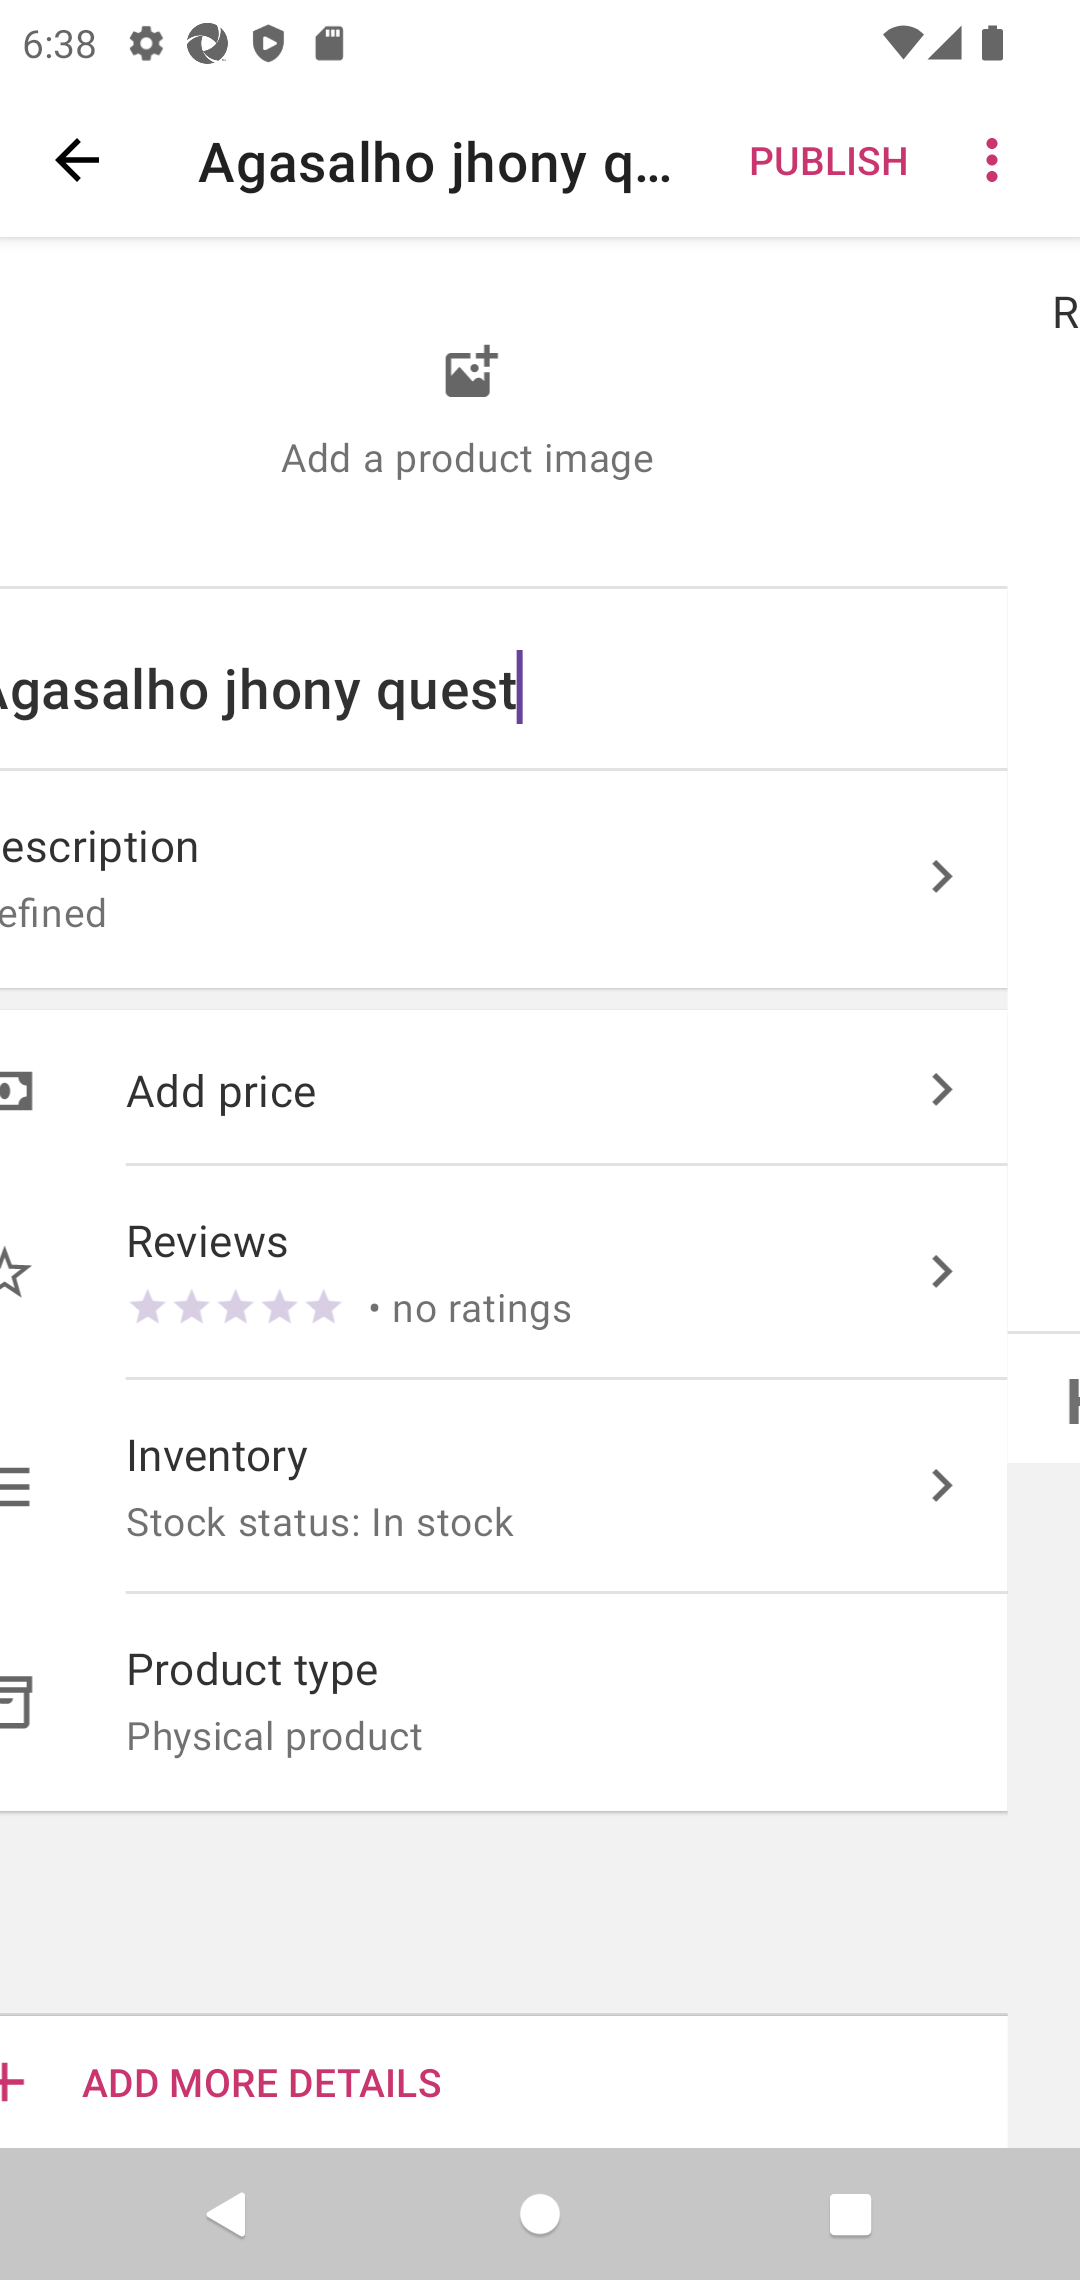 6:38
Agasalho jhony q...
PUBLISH
R
Add a product image
Agasalho jhony quest
escription
efined
Add price
Reviews
• no ratings
Inventory
Stock status: In stock
Product type
Physical product
ADD MORE DETAILS